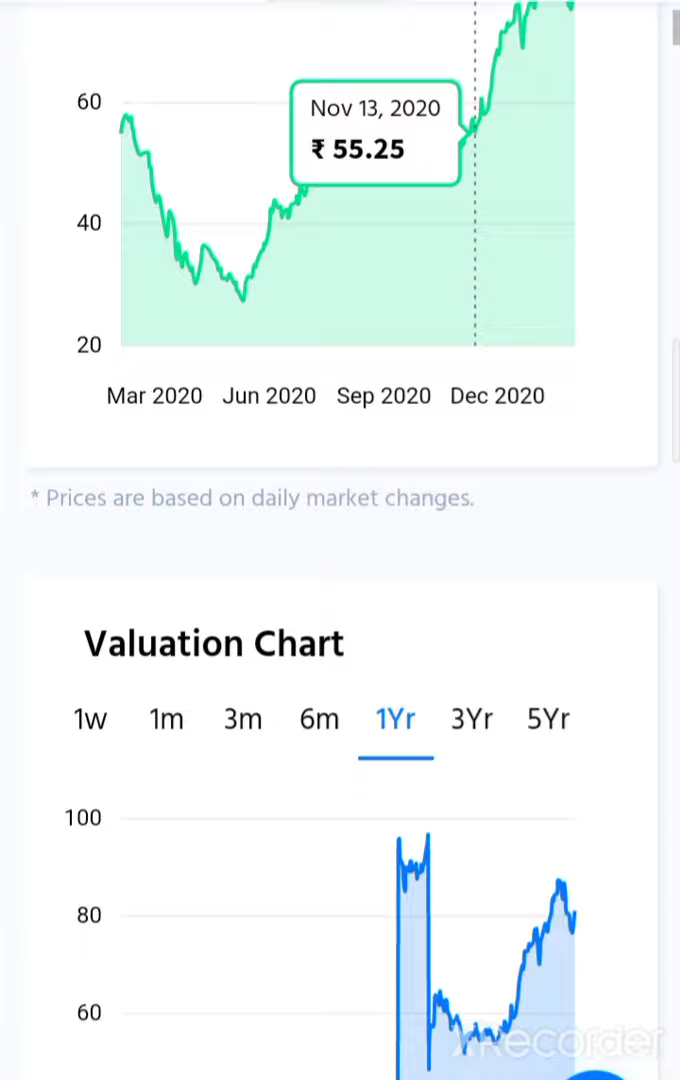 60
Nov 13, 2020
₹ 55.25
40
20
Mar 2020 Jun 2020 Sep 2020 Dec 2020
* Prices are based on daily market changes.
Valuation Chart
1w 1m 3m 6m 1Yr 3Yr 5Yr
100
80
60
XRecorder